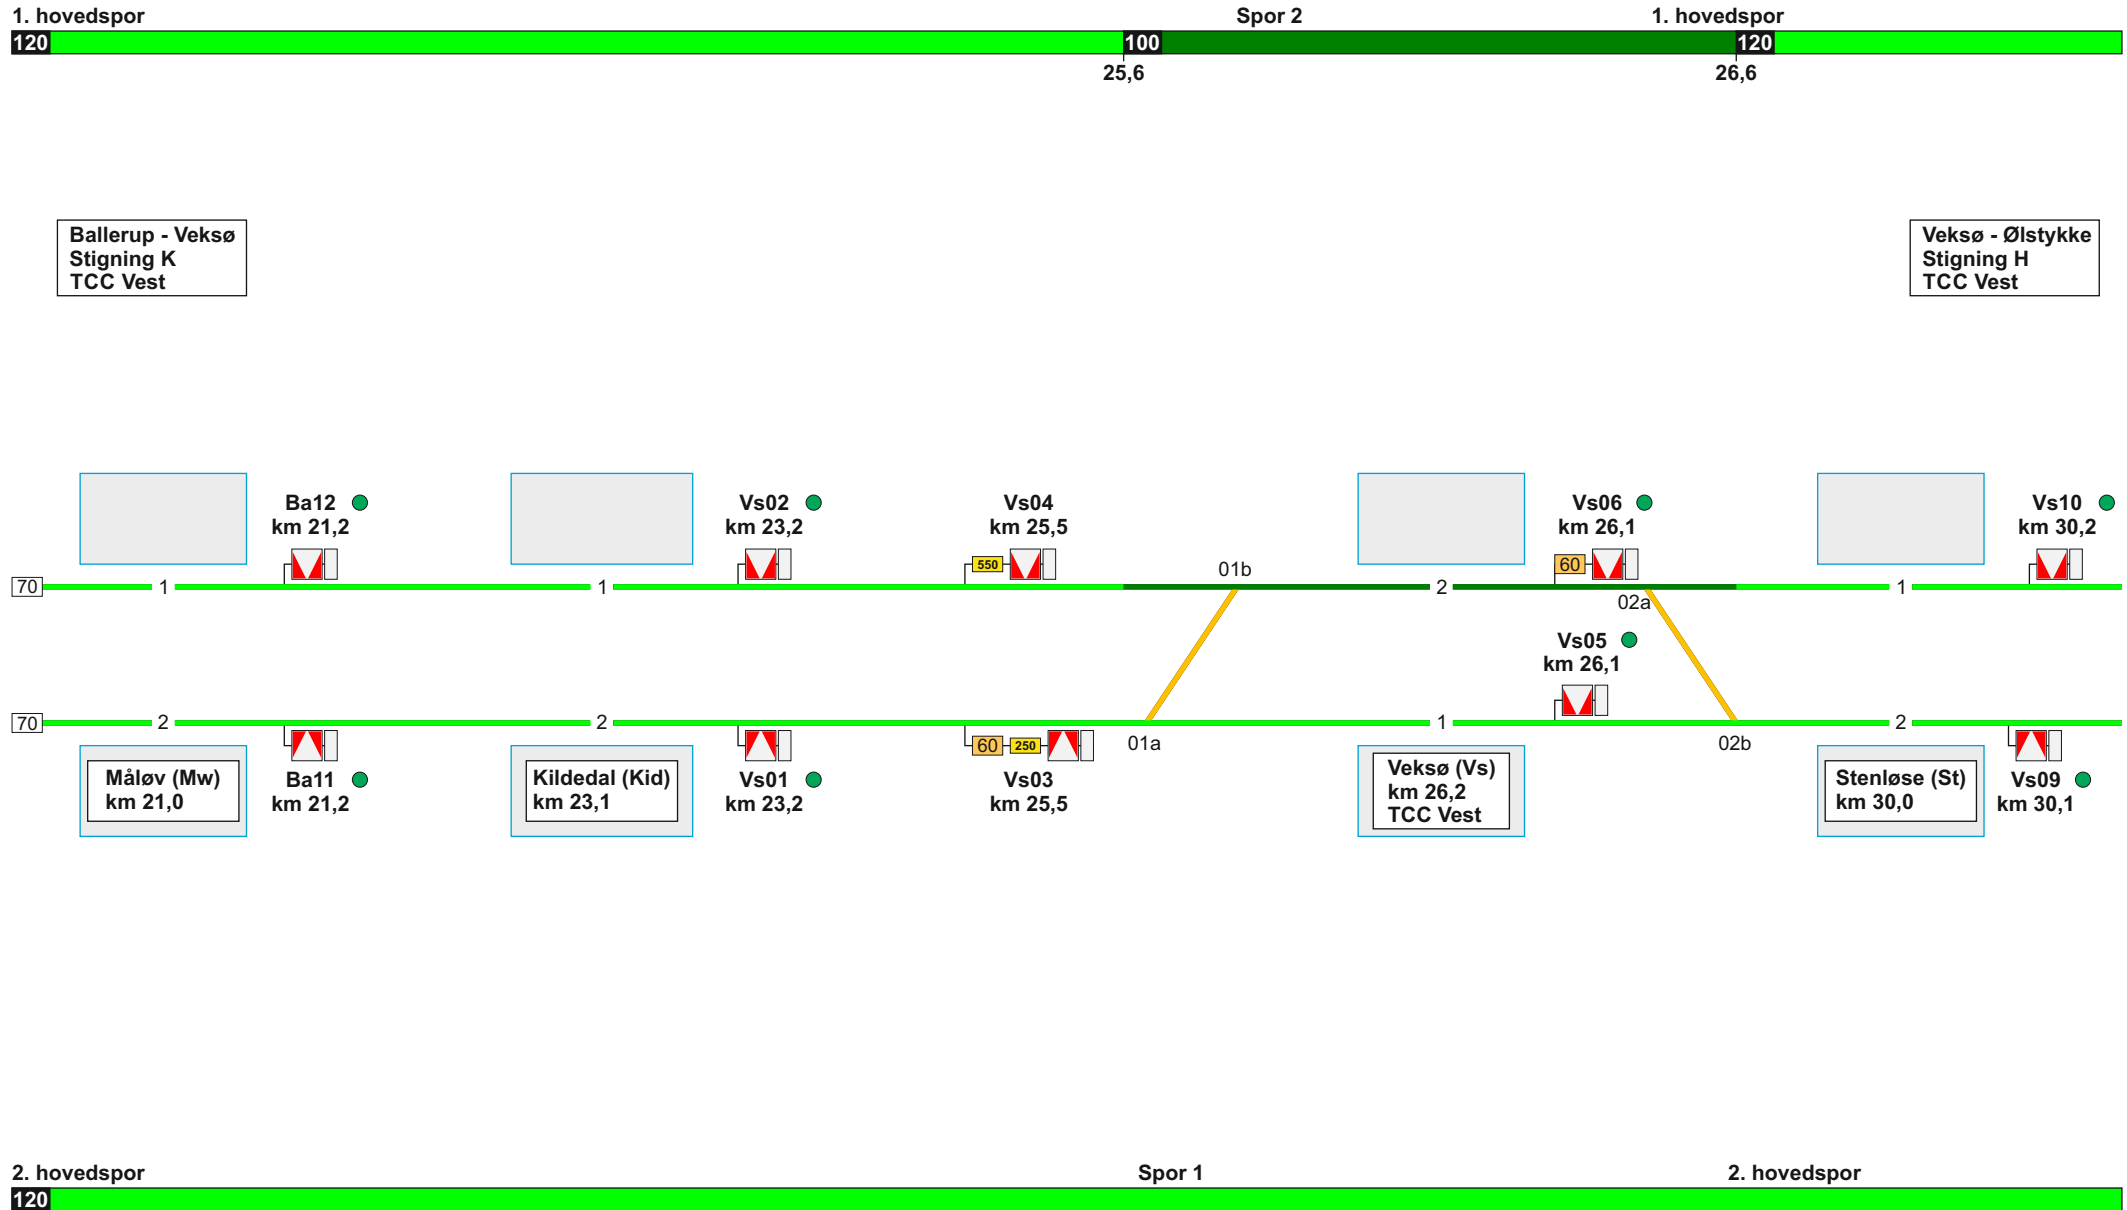 1. hovedspor
Spor 2
1. hovedspor
120
100
120
25,6
26,6
Ballerup - Veksø
Stigning K
TCC Vest
Veksø - Ølstykke
Stigning H
TCC Vest
Ba12
km 21,2
Vs02
km 23,2
Vs04
km 25,5
Vs06
km 26,1
Vs10
km 30,2
550
60
01b
70
1
1
2
1
02a
Vs05
km 26,1
70
2
2
1
2
01a
02b
60
250
Måløv (Mw)
km 21,0
Ba11
km 21,2
Kildedal (Kid)
km 23,1
Vs01
km 23,2
Vs03
km 25,5
Veksø (Vs)
km 26,2
TCC Vest
Stenløse (St)
km 30,0
Vs09
km 30,1
2. hovedspor
Spor 1
2. hovedspor
120